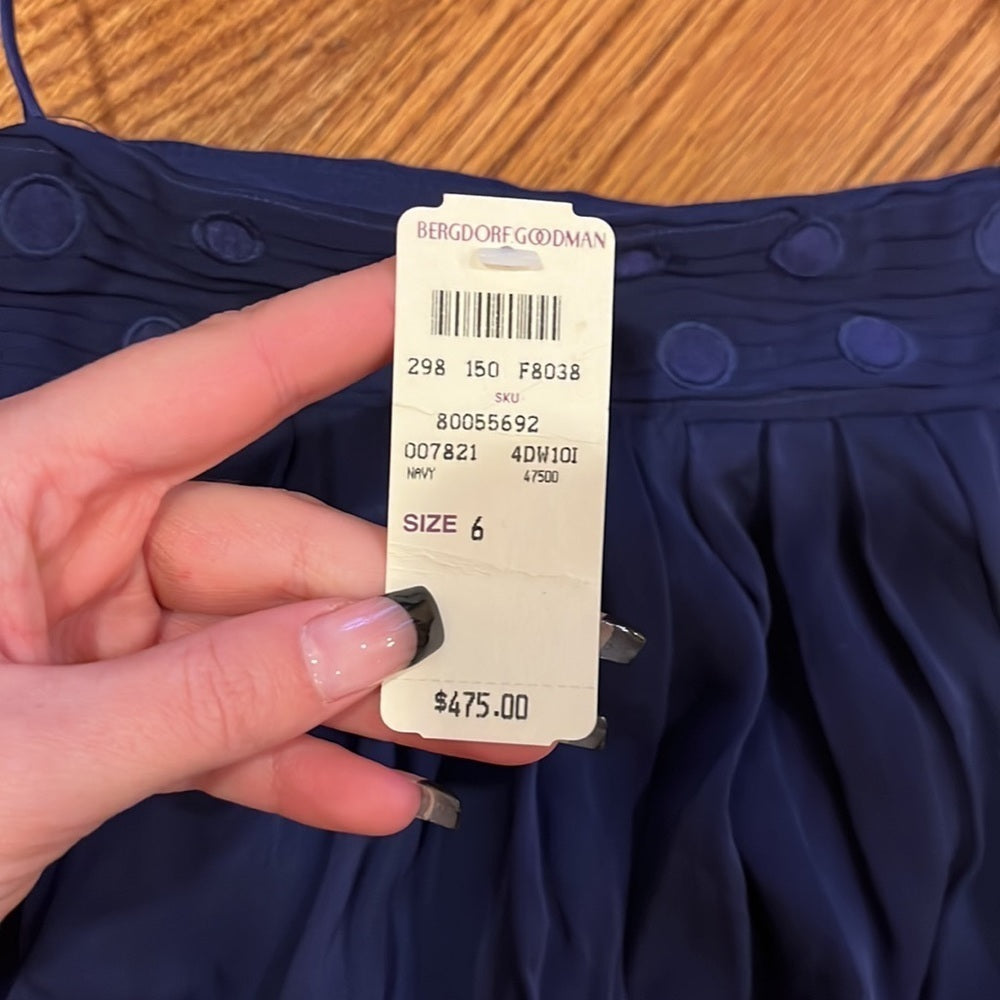 BERGDORF GOODMAN
298 150 F8038
SKU
80055692
007821 4DW10I
NAVY 47500
SIZE 6
$475.00